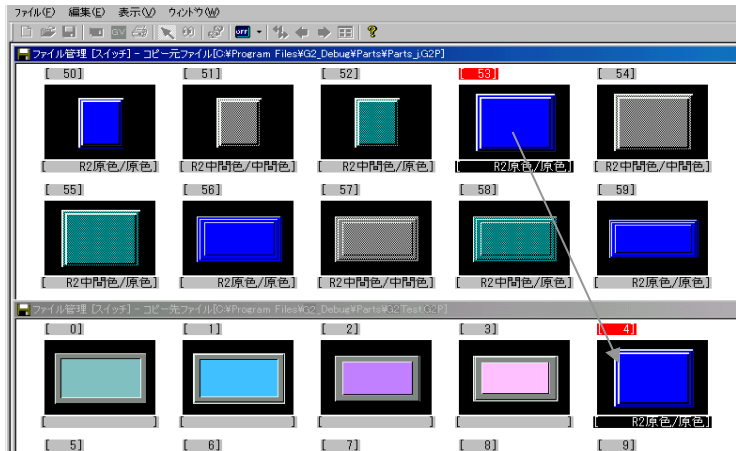 ファイル(F) 編集(E) 表示(V) ウィンドウ(W)
GV OFF ?
ファイル管理 [スイッチ] - コピー元ファイル[C:¥Program Files¥G2_Debug¥Parts¥Parts_j.G2P]
[ 50] [ 51] [ 52] [ 53] [ 54]
[ R2原色/原色] [ R2中間色/中間色] [ R2中間色/原色] [ R2原色/原色] [ R2中間色/中間色]
[ 55] [ 56] [ 57] [ 58] [ 59]
[ R2中間色/原色] [ R2原色/原色] [ R2中間色/中間色] [ R2中間色/原色] [ R2原色/原色]
ファイル管理 [スイッチ] - コピー先ファイル[C:¥Program Files¥G2_Debug¥Parts¥G2Test.G2P]
[ 0] [ 1] [ 2] [ 3] [ 4]
[ ] [ ] [ ] [ ] [ R2原色/原色]
[ 5] [ 6] [ 7] [ 8] [ 9]